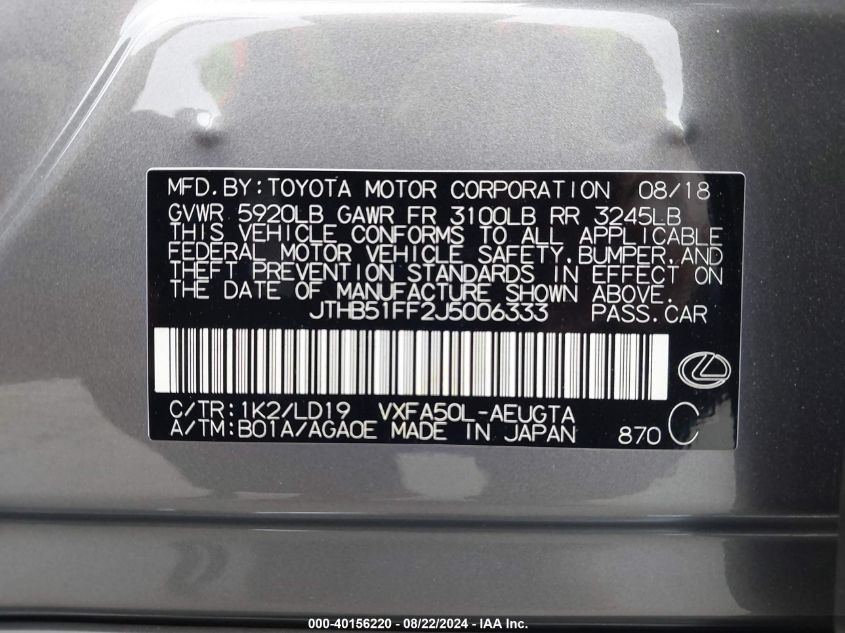 MFD. BY: TOYOTA MOTOR CORPORATION 08/18
GVWR 5920LB GAWR FR 3100LB RR 3245LB
THIS VEHICLE CONFORMS TO ALL APPLICABLE
FEDERAL MOTOR VEHICLE SAFETY, BUMPER, AND
THEFT PREVENTION STANDARDS IN EFFECT ON
THE DATE OF MANUFACTURE SHOWN ABOVE.
JTHB51FF2J5006333 PASS. CAR
C/TR: 1K2/LD19 VXFA50L-AEUGTA
A/TM: B01A/AGA0E MADE IN JAPAN 870 C
000-40156220 - 08/22/2024 - IAA Inc.